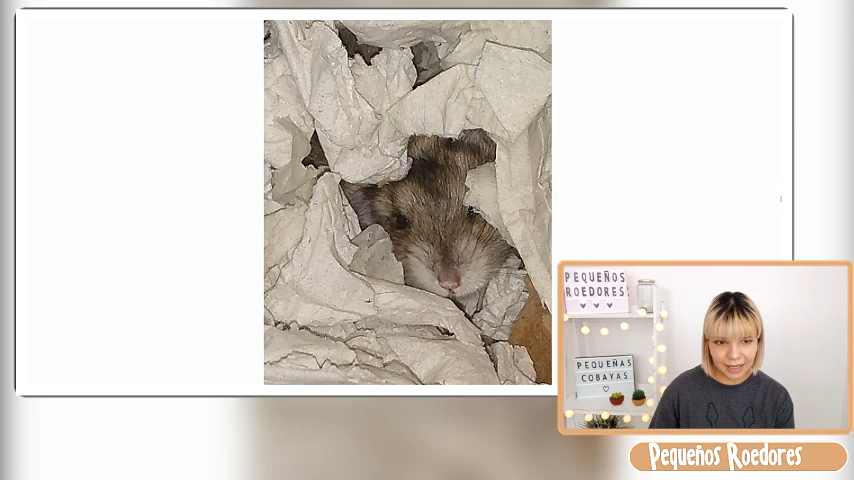 PEQUEÑOS
ROEDORES
PEQUEÑAS
COBAYAS
Pequeños Roedores